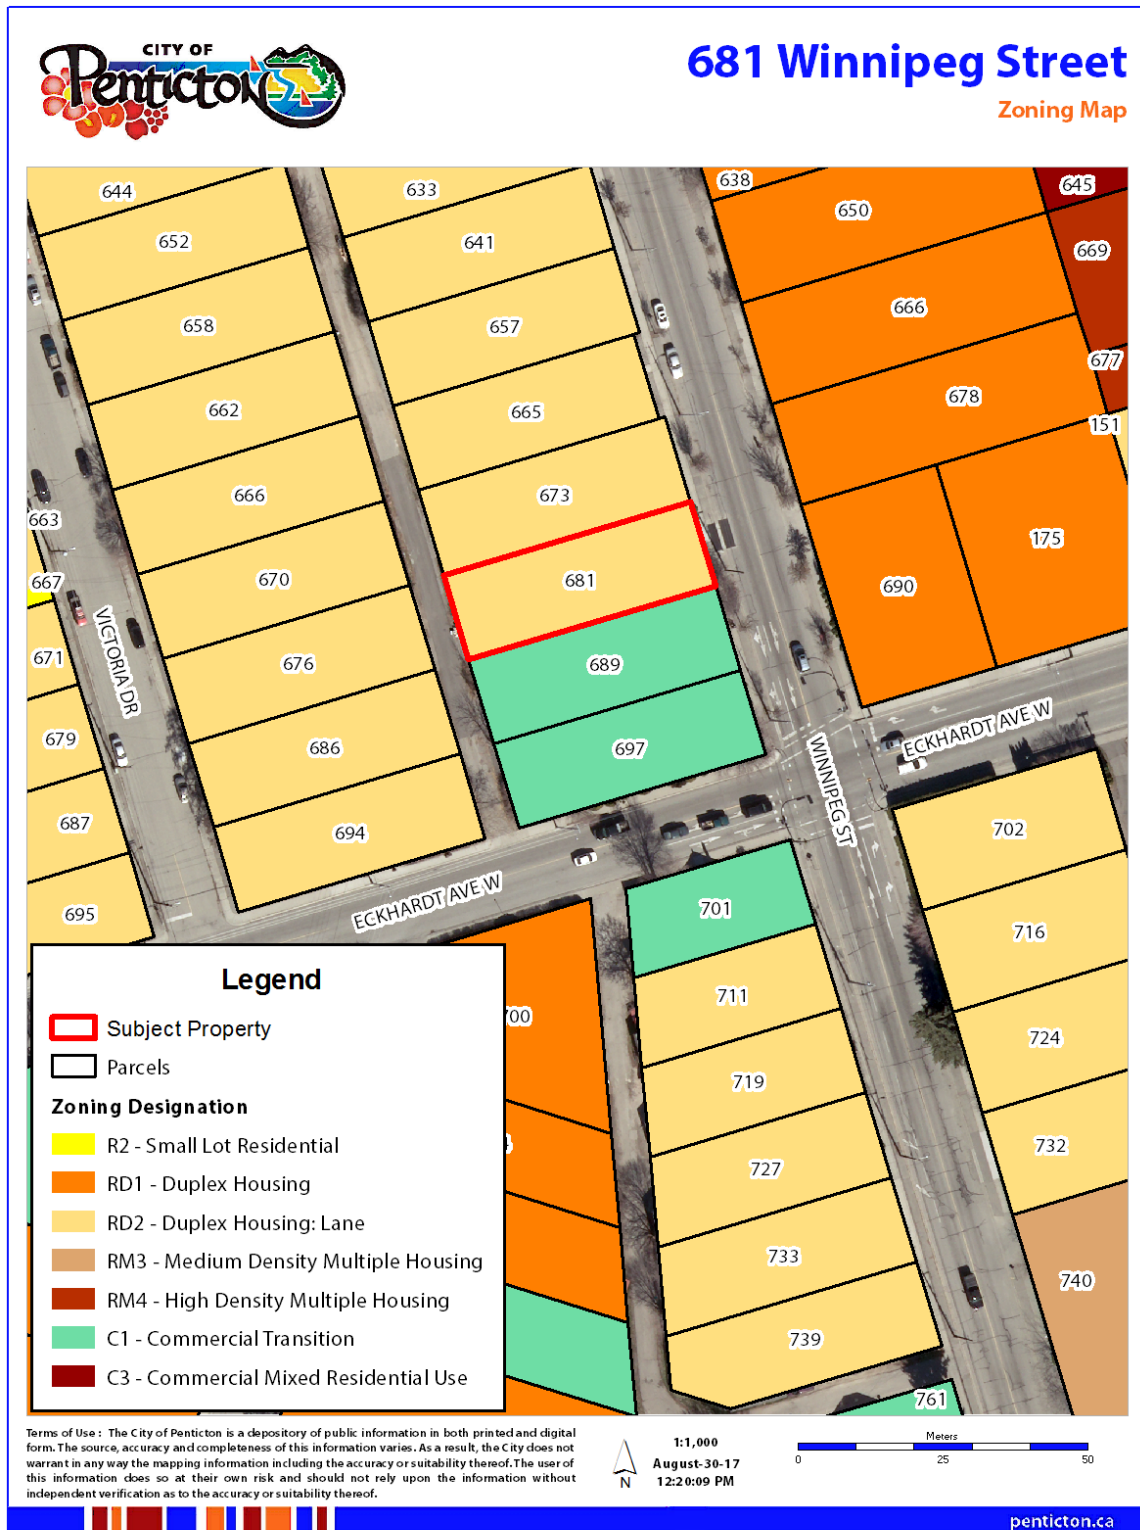 CITY OF
Penticton
681 Winnipeg Street
Zoning Map
644
633
638
645
652
641
650
669
658
657
666
677
662
665
678
151
666
673
663
175
670
681
690
667
676
689
671
VICTORIA DR
686
697
679
ECKHARDT AVE W
WINNIPEG ST
694
687
702
ECKHARDT AVE W
695
701
716
711
700
724
719
732
727
733
740
739
761
Legend
Subject Property
Parcels
Zoning Designation
R2 - Small Lot Residential
RD1 - Duplex Housing
RD2 - Duplex Housing: Lane
RM3 - Medium Density Multiple Housing
RM4 - High Density Multiple Housing
C1 - Commercial Transition
C3 - Commercial Mixed Residential Use
Terms of Use : The City of Penticton is a depository of public information in both printed and digital
form. The source, accuracy and completeness of this information varies. As a result, the City does not
warrant in any way the mapping information including the accuracy or suitability thereof. The user of
this information does so at their own risk and should not rely upon the information without
independent verification as to the accuracy or suitability thereof.
N
1:1,000
August-30-17
12:20:09 PM
Meters
0 25 50
penticton.ca